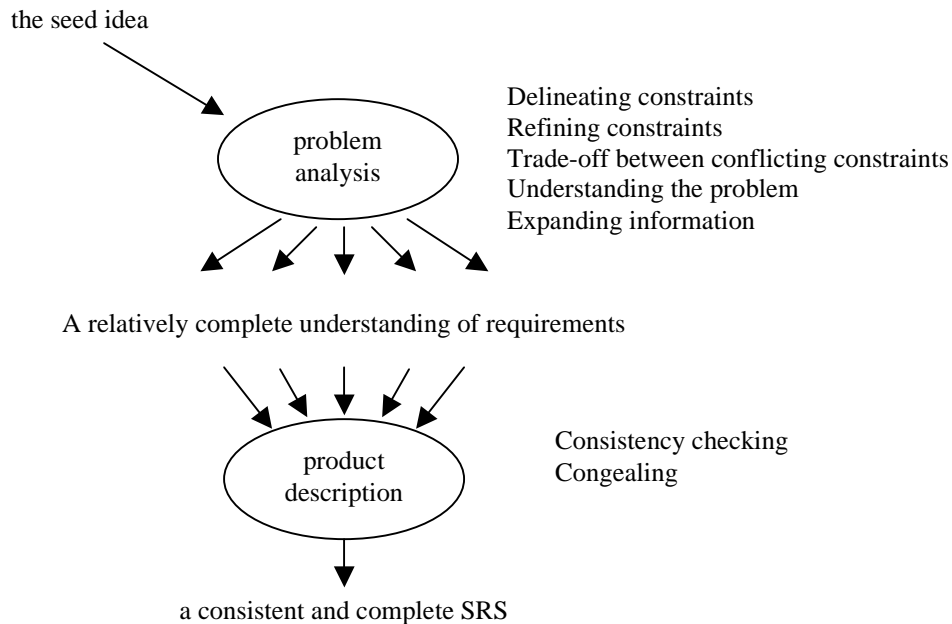 the seed idea
problem
analysis
Delineating constraints
Refining constraints
Trade-off between conflicting constraints
Understanding the problem
Expanding information
A relatively complete understanding of requirements
product
description
Consistency checking
Congealing
a consistent and complete SRS